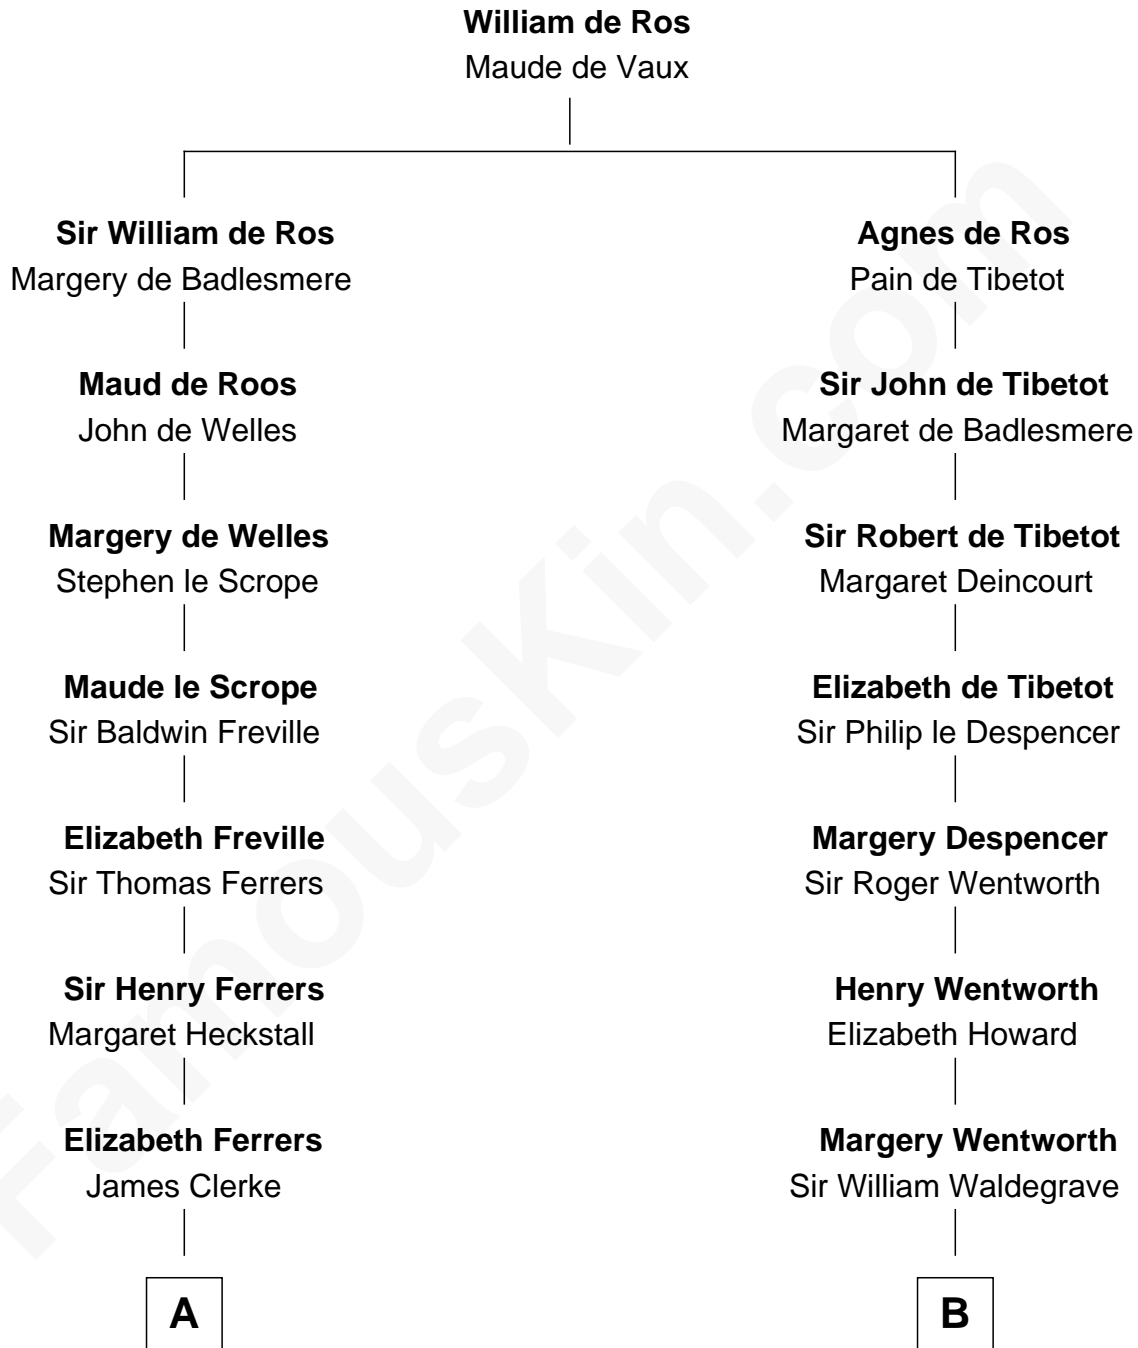 William de Ros
Maude de Vaux
Sir William de Ros
Margery de Badlesmere
Maud de Roos
John de Welles
Margery de Welles
Stephen le Scrope
Maude le Scrope
Sir Baldwin Freville
Elizabeth Freville
Sir Thomas Ferrers
Sir Henry Ferrers
Margaret Heckstall
Elizabeth Ferrers
James Clerke
A
Agnes de Ros
Pain de Tibetot
Sir John de Tibetot
Margaret de Badlesmere
Sir Robert de Tibetot
Margaret Deincourt
Elizabeth de Tibetot
Sir Philip le Despencer
Margery Despencer
Sir Roger Wentworth
Henry Wentworth
Elizabeth Howard
Margery Wentworth
Sir William Waldegrave
B
FamousKin.com